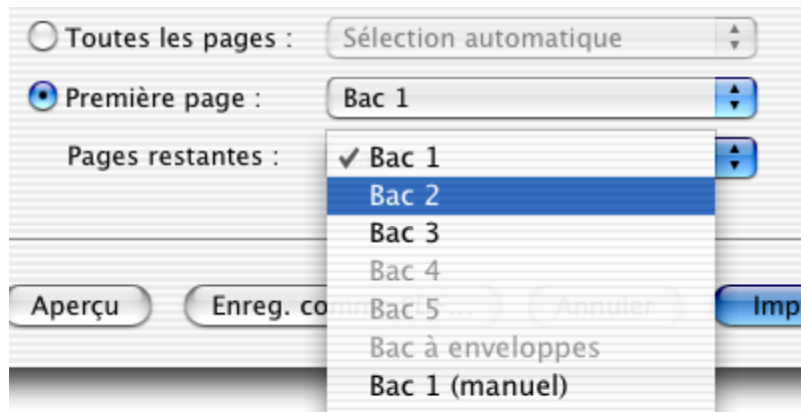 Toutes les pages : Sélection automatique
Première page : Bac 1
Pages restantes :
✓ Bac 1
Bac 2
Bac 3
Bac 4
Bac 5
Bac à enveloppes
Bac 1 (manuel)
Aperçu Enreg. co Annuler Imp